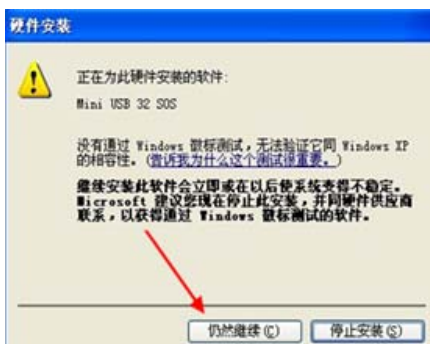 硬件安装
正在为此硬件安装的软件:
Mini USB 32 SOS
没有通过 Windows 徽标测试，无法验证它同 Windows XP
的相容性。(告诉我为什么这个测试很重要。)
继续安装此软件会立即或在以后使系统变得不稳定。
Microsoft 建议您现在停止此安装，并同硬件供应商
联系，以获得通过 Windows 徽标测试的软件。
仍然继续(C) 停止安装(S)